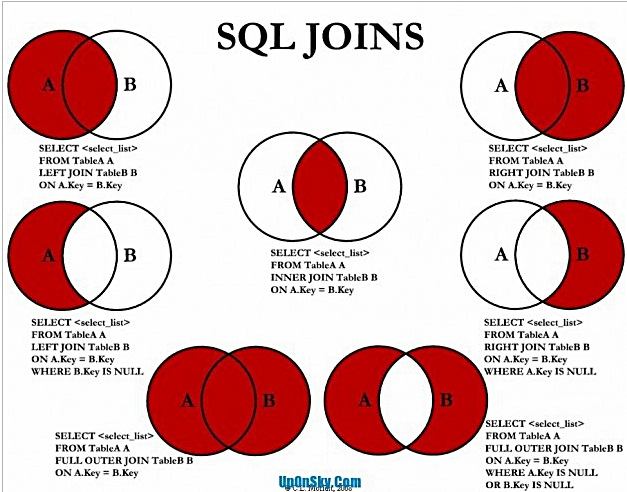 SQL JOINS
A B
SELECT <select_list>
FROM TableA A
LEFT JOIN TableB B
ON A.Key = B.Key
A B
SELECT <select_list>
FROM TableA A
RIGHT JOIN TableB B
ON A.Key = B.Key
A B
SELECT <select_list>
FROM TableA A
INNER JOIN TableB B
ON A.Key = B.Key
A B
SELECT <select_list>
FROM TableA A
LEFT JOIN TableB B
ON A.Key = B.Key
WHERE B.Key IS NULL
A B
SELECT <select_list>
FROM TableA A
RIGHT JOIN TableB B
ON A.Key = B.Key
WHERE A.Key IS NULL
A B
SELECT <select_list>
FROM TableA A
FULL OUTER JOIN TableB B
ON A.Key = B.Key
A B
SELECT <select_list>
FROM TableA A
FULL OUTER JOIN TableB B
ON A.Key = B.Key
WHERE A.Key IS NULL
OR B.Key IS NULL
UpOnSky.Com